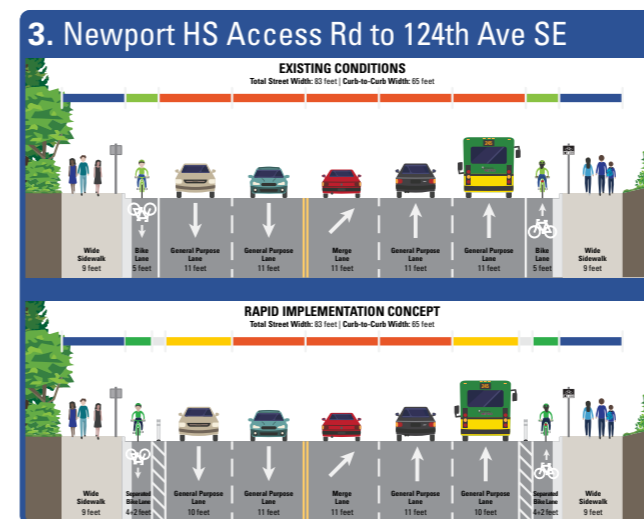 3. Newport HS Access Rd to 124th Ave SE
EXISTING CONDITIONS
Total Street Width: 83 feet | Curb-to-Curb Width: 65 feet
Wide Sidewalk 9 feet
Bike Lane 5 feet
General Purpose Lane 11 feet
General Purpose Lane 11 feet
Merge Lane 11 feet
General Purpose Lane 11 feet
General Purpose Lane 11 feet
Bike Lane 5 feet
Wide Sidewalk 9 feet
RAPID IMPLEMENTATION CONCEPT
Total Street Width: 83 feet | Curb-to-Curb Width: 65 feet
Wide Sidewalk 9 feet
Separated Bike Lane 4+2 feet
General Purpose Lane 10 feet
General Purpose Lane 11 feet
Merge Lane 11 feet
General Purpose Lane 11 feet
General Purpose Lane 10 feet
Separated Bike Lane 4+2 feet
Wide Sidewalk 9 feet